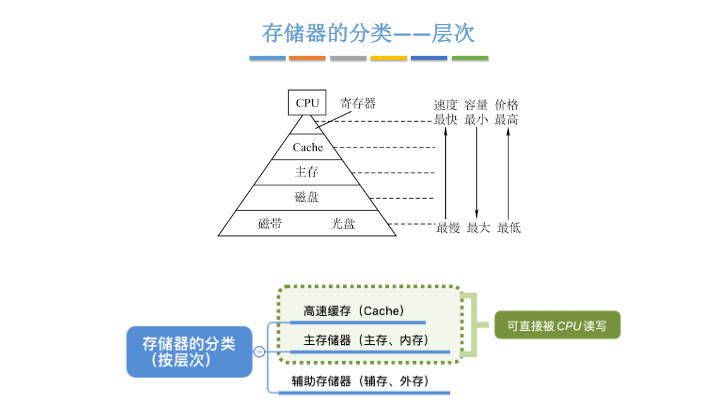 存储器的分类——层次
CPU
寄存器
速度 容量 价格
最快 最小 最高
Cache
主存
磁盘
磁带 光盘
最慢 最大 最低
高速缓存（Cache）
主存储器（主存、内存）
辅助存储器（辅存、外存）
存储器的分类
（按层次）
可直接被CPU读写